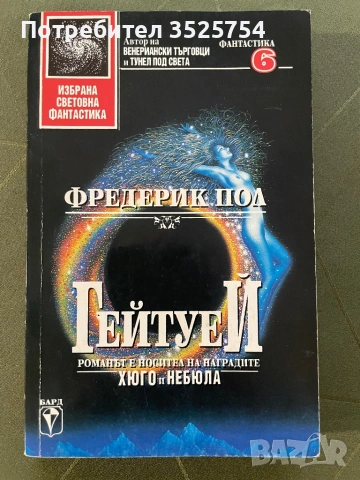 Потребител 3525754
ИЗБРАНА
СВЕТОВНА
ФАНТАСТИКА
Автор на
ВЕНЕРИАНСКИ ТЪРГОВЦИ
и ТУНЕЛ ПОД СВЕТА
ФАНТАСТИКА
6
ФРЕДЕРИК ПОЛ
ГЕЙТУЕЙ
РОМАНЪТ Е НОСИТЕЛ НА НАГРАДИТЕ
ХЮГО и НЕБЮЛА
БАРД
bazar
БГ